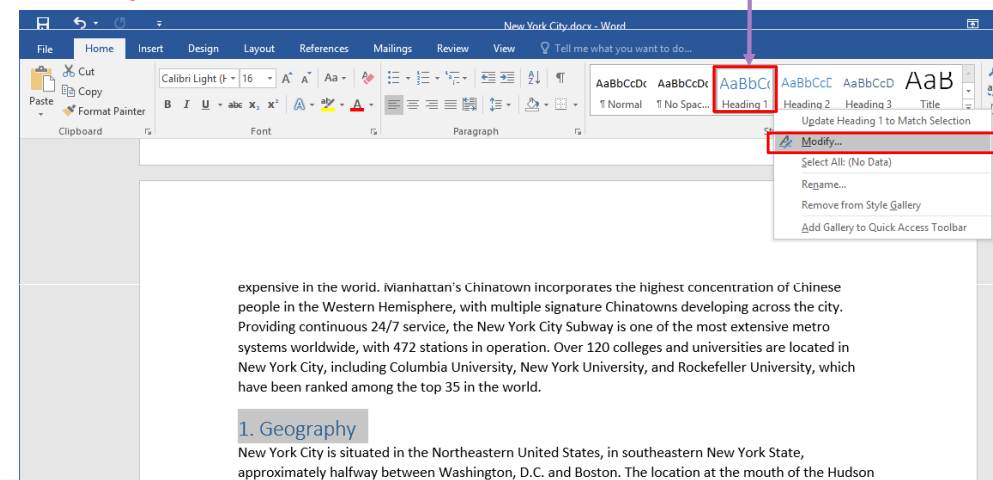 New York City.docx - Word
File Home Insert Design Layout References Mailings Review View Tell me what you want to do...
Cut
Copy
Paste
Format Painter
Clipboard
Calibri Light (H 16 A A Aa
B I U abc x₂ x² A A
Font
Paragraph
AaBbCcDc AaBbCcDc AaBbCc AaBbCcE AaBbCcD AaB
¶ Normal ¶ No Spac... Heading 1 Heading 2 Heading 3 Title
Update Heading 1 to Match Selection
Modify...
Select All: (No Data)
Rename...
Remove from Style Gallery
Add Gallery to Quick Access Toolbar
expensive in the world. Manhattan's Chinatown incorporates the highest concentration of Chinese
people in the Western Hemisphere, with multiple signature Chinatowns developing across the city.
Providing continuous 24/7 service, the New York City Subway is one of the most extensive metro
systems worldwide, with 472 stations in operation. Over 120 colleges and universities are located in
New York City, including Columbia University, New York University, and Rockefeller University, which
have been ranked among the top 35 in the world.
1. Geography
New York City is situated in the Northeastern United States, in southeastern New York State,
approximately halfway between Washington, D.C. and Boston. The location at the mouth of the Hudson